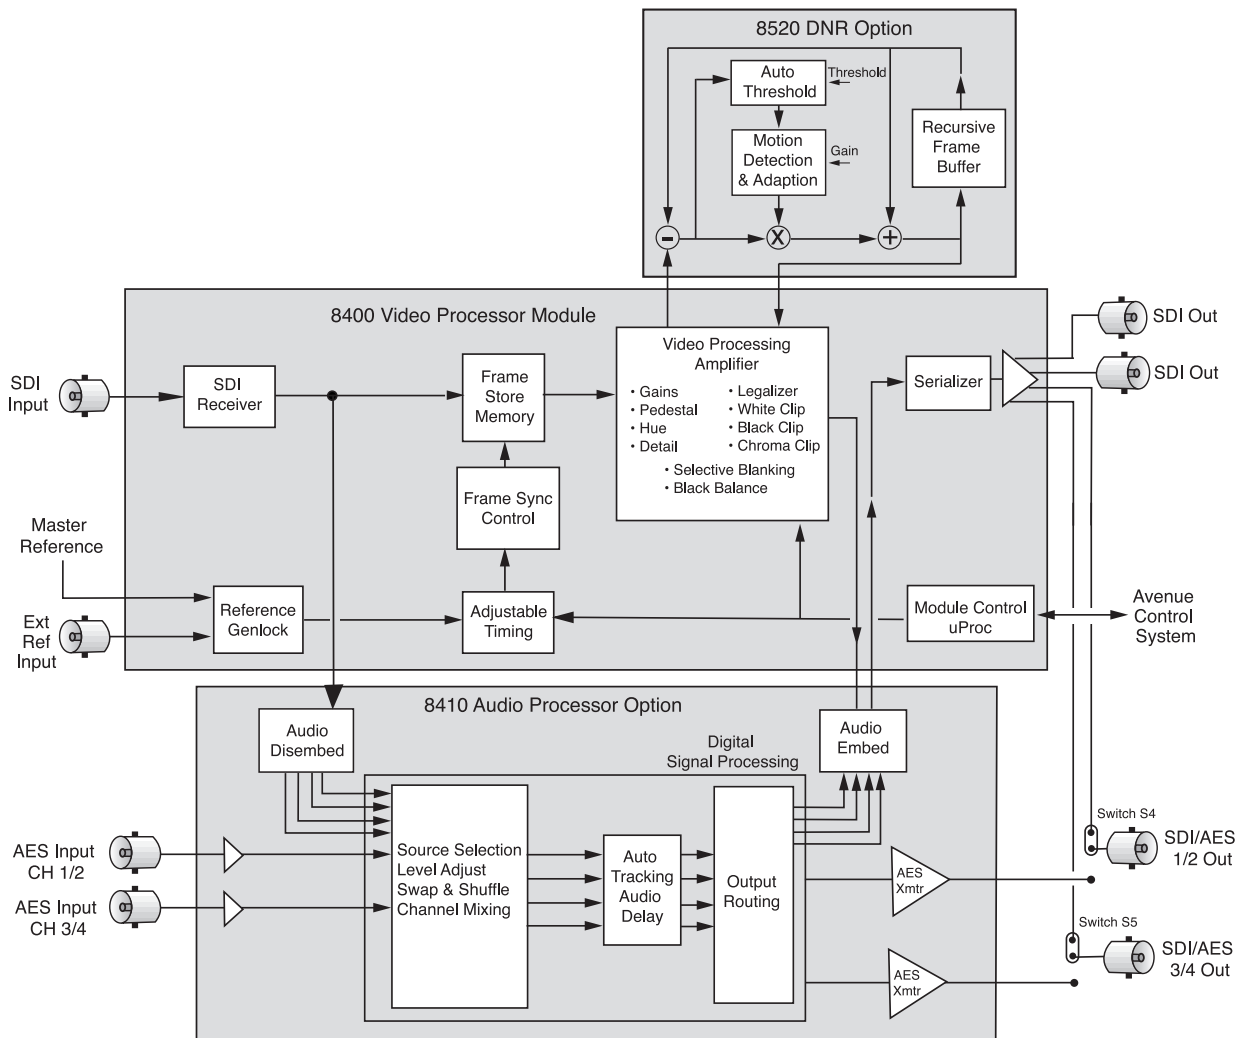 8520 DNR Option
Auto
Threshold
Threshold
Motion
Detection
& Adaption
Gain
Recursive
Frame
Buffer
-
X
+
8400 Video Processor Module
SDI
Input
SDI
Receiver
Frame
Store
Memory
Video Processing
Amplifier
• Gains
• Pedestal
• Hue
• Detail
• Legalizer
• White Clip
• Black Clip
• Chroma Clip
• Selective Blanking
• Black Balance
Serializer
SDI Out
SDI Out
Frame Sync
Control
Master
Reference
Ext
Ref
Input
Reference
Genlock
Adjustable
Timing
Module Control
uProc
Avenue
Control
System
8410 Audio Processor Option
Audio
Disembed
Digital
Signal Processing
Audio
Embed
AES Input
CH 1/2
AES Input
CH 3/4
Source Selection
Level Adjust
Swap & Shuffle
Channel Mixing
Auto
Tracking
Audio
Delay
Output
Routing
AES
Xmtr
AES
Xmtr
Switch S4
SDI/AES
1/2 Out
Switch S5
SDI/AES
3/4 Out